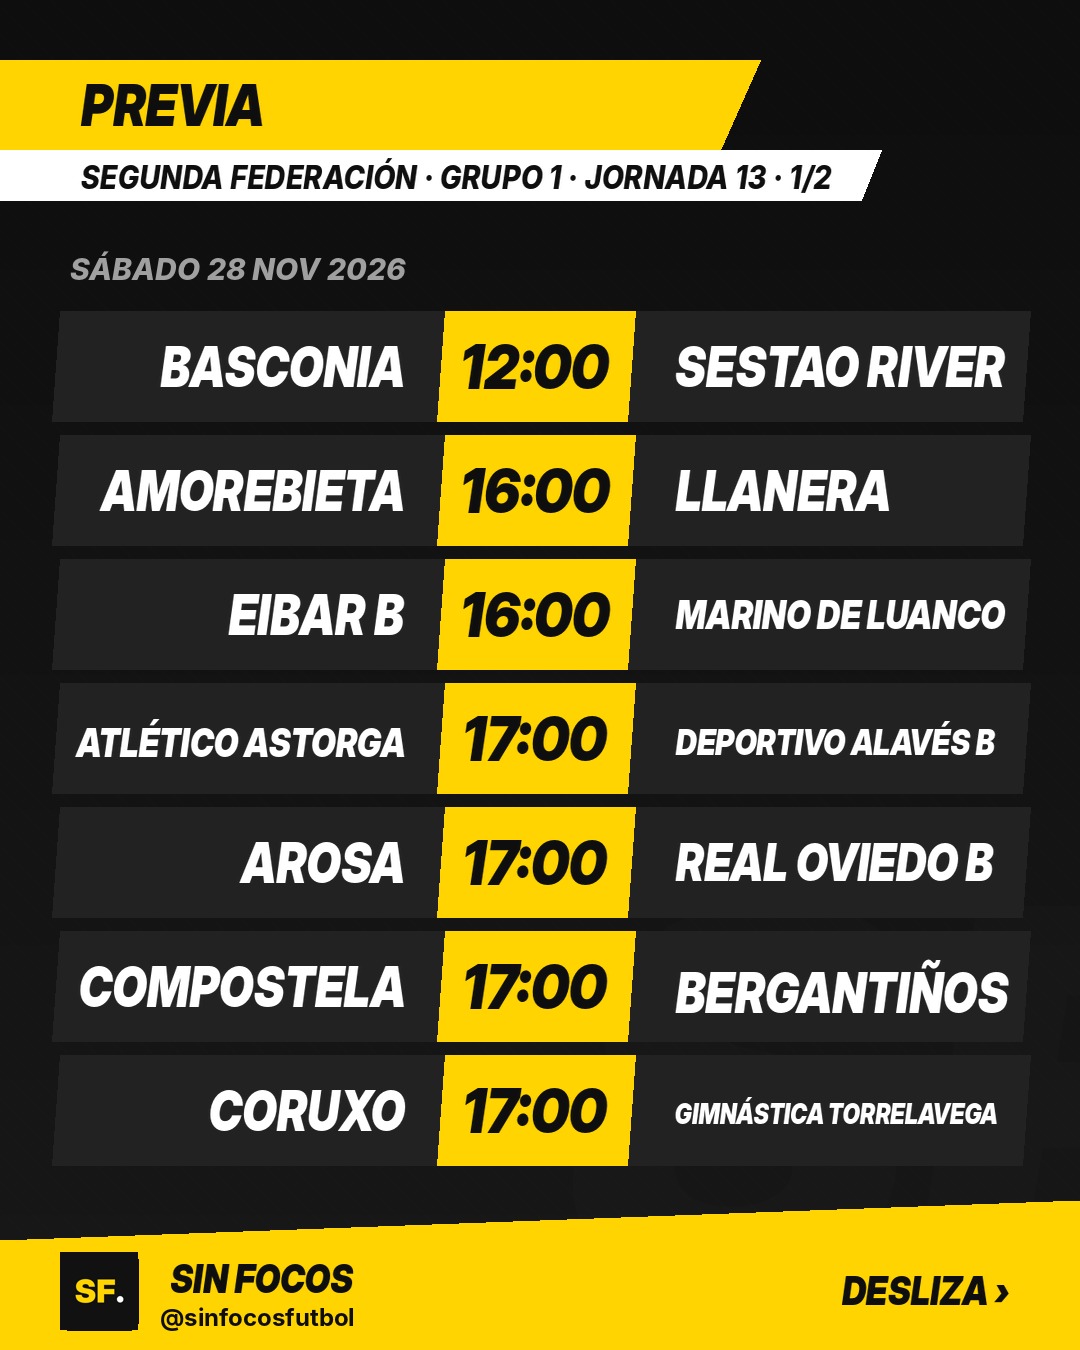 PREVIA
SEGUNDA FEDERACIÓN · GRUPO 1 · JORNADA 13 · 1/2
SÁBADO 28 NOV 2026
BASCONIA 12:00 SESTAO RIVER
AMOREBIETA 16:00 LLANERA
EIBAR B 16:00 MARINO DE LUANCO
ATLÉTICO ASTORGA 17:00 DEPORTIVO ALAVÉS B
AROSA 17:00 REAL OVIEDO B
COMPOSTELA 17:00 BERGANTIÑOS
CORUXO 17:00 GIMNÁSTICA TORRELAVEGA
SF. SIN FOCOS
@sinfocosfutbol
DESLIZA ›